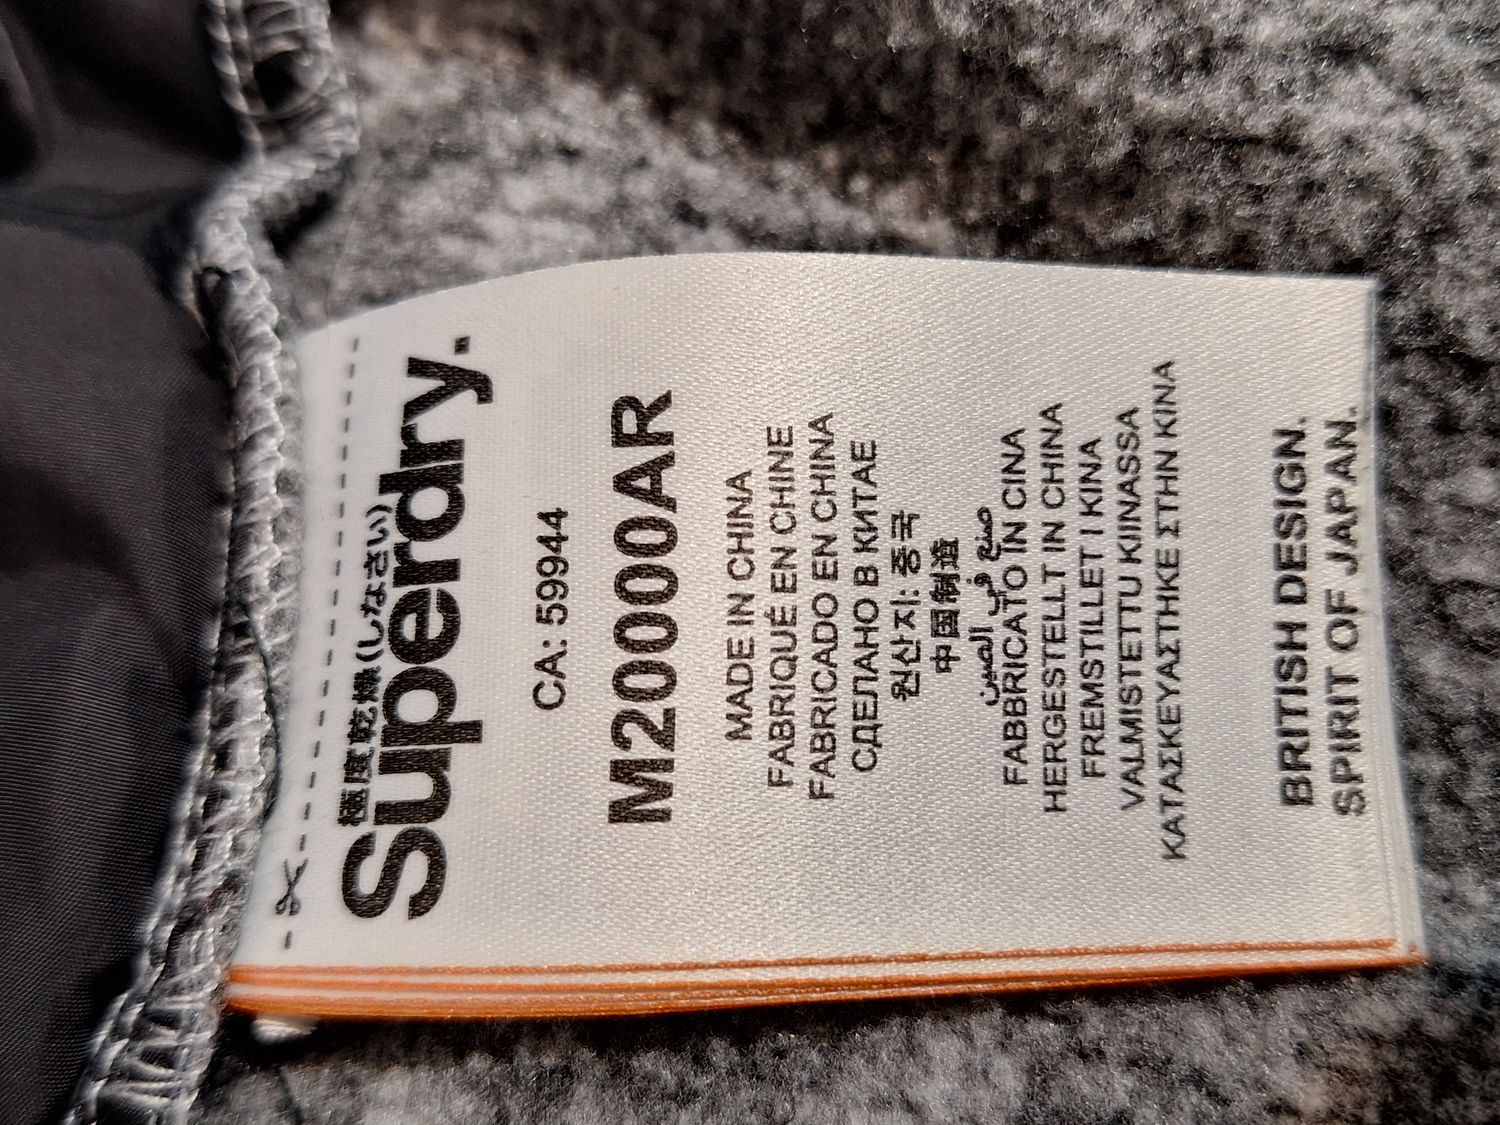 極度乾燥(しなさい)
Superdry.
CA: 59944
M20000AR
MADE IN CHINA
FABRIQUÉ EN CHINE
FABRICADO EN CHINA
СДЕЛАНО В КИТАЕ
원산지: 중국
中国制造
صنع في الصين
FABBRICATO IN CINA
HERGESTELLT IN CHINA
FREMSTILLET I KINA
VALMISTETTU KIINASSA
ΚΑΤΑΣΚΕΥΑΣΤΗΚΕ ΣΤΗΝ ΚΙΝΑ
BRITISH DESIGN.
SPIRIT OF JAPAN.